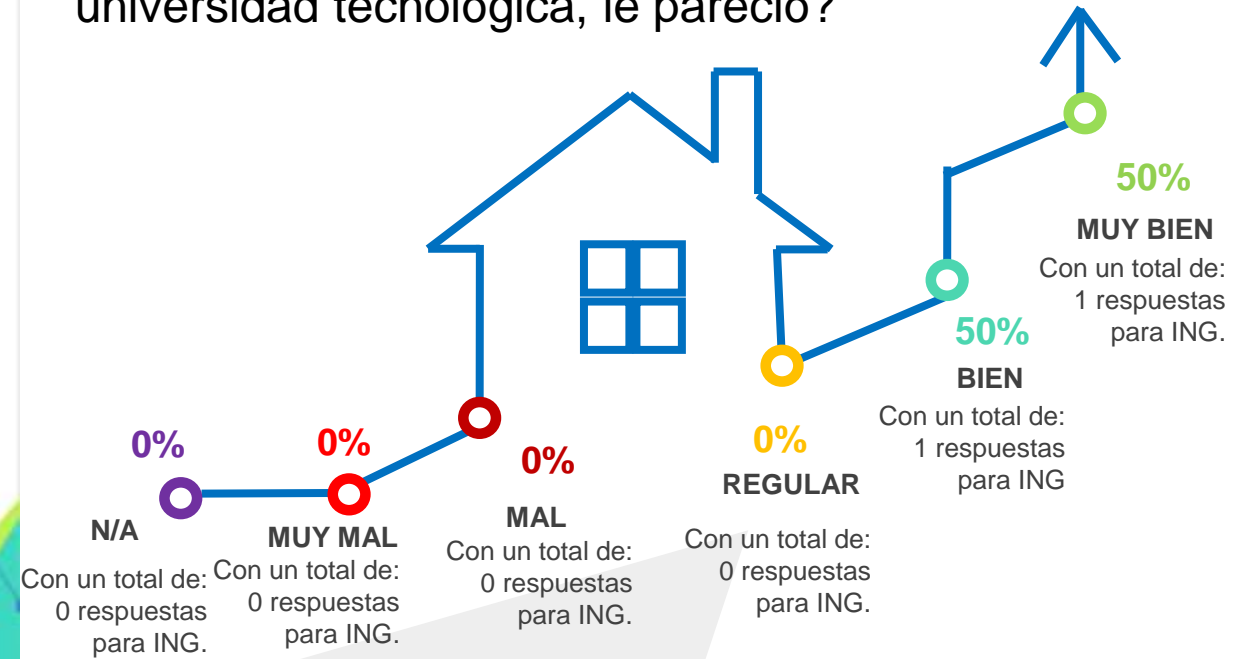 universidad tecnológica, le pareció?
0%
N/A
Con un total de:
0 respuestas
para ING.
0%
MUY MAL
Con un total de:
0 respuestas
para ING.
0%
MAL
Con un total de:
0 respuestas
para ING.
0%
REGULAR
Con un total de:
0 respuestas
para ING.
50%
BIEN
Con un total de:
1 respuestas
para ING
50%
MUY BIEN
Con un total de:
1 respuestas
para ING.